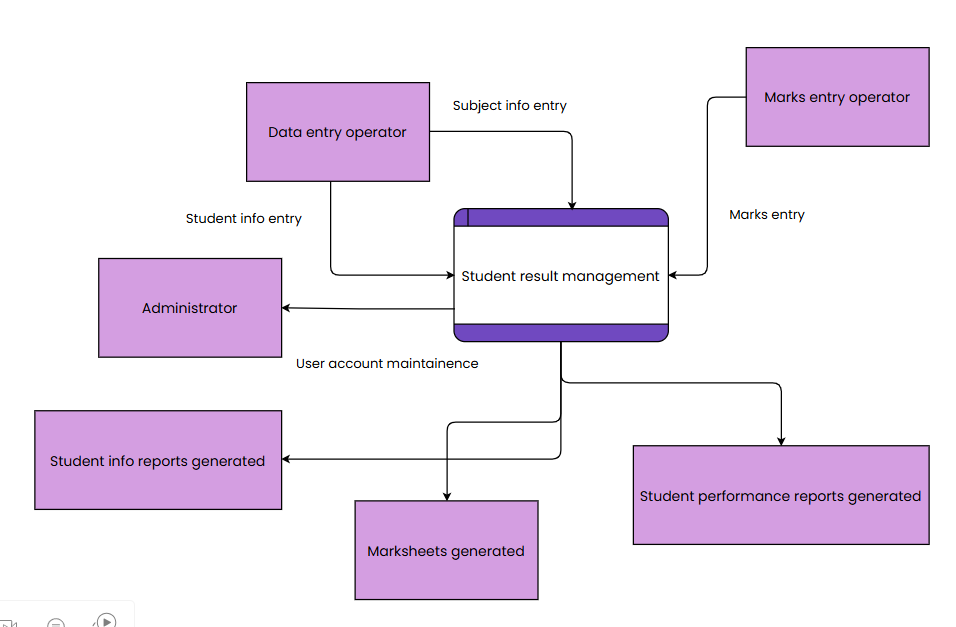 Marks entry operator
Subject info entry
Data entry operator
Student info entry
Marks entry
Student result management
Administrator
User account maintainence
Student info reports generated
Student performance reports generated
Marksheets generated